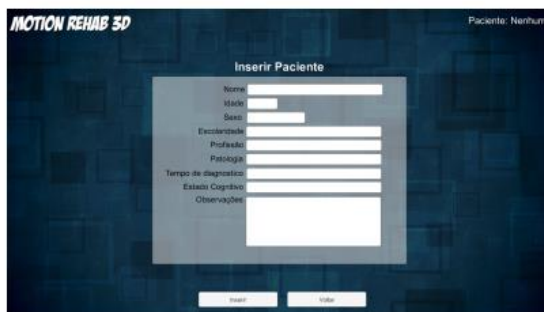 MOTION REHAB 3D
Paciente: Nenhum
Inserir Paciente
Nome
Idade
Sexo
Escolaridade
Profissão
Patologia
Tempo de diagnostico
Estado Cognitivo
Observações
Inserir Voltar